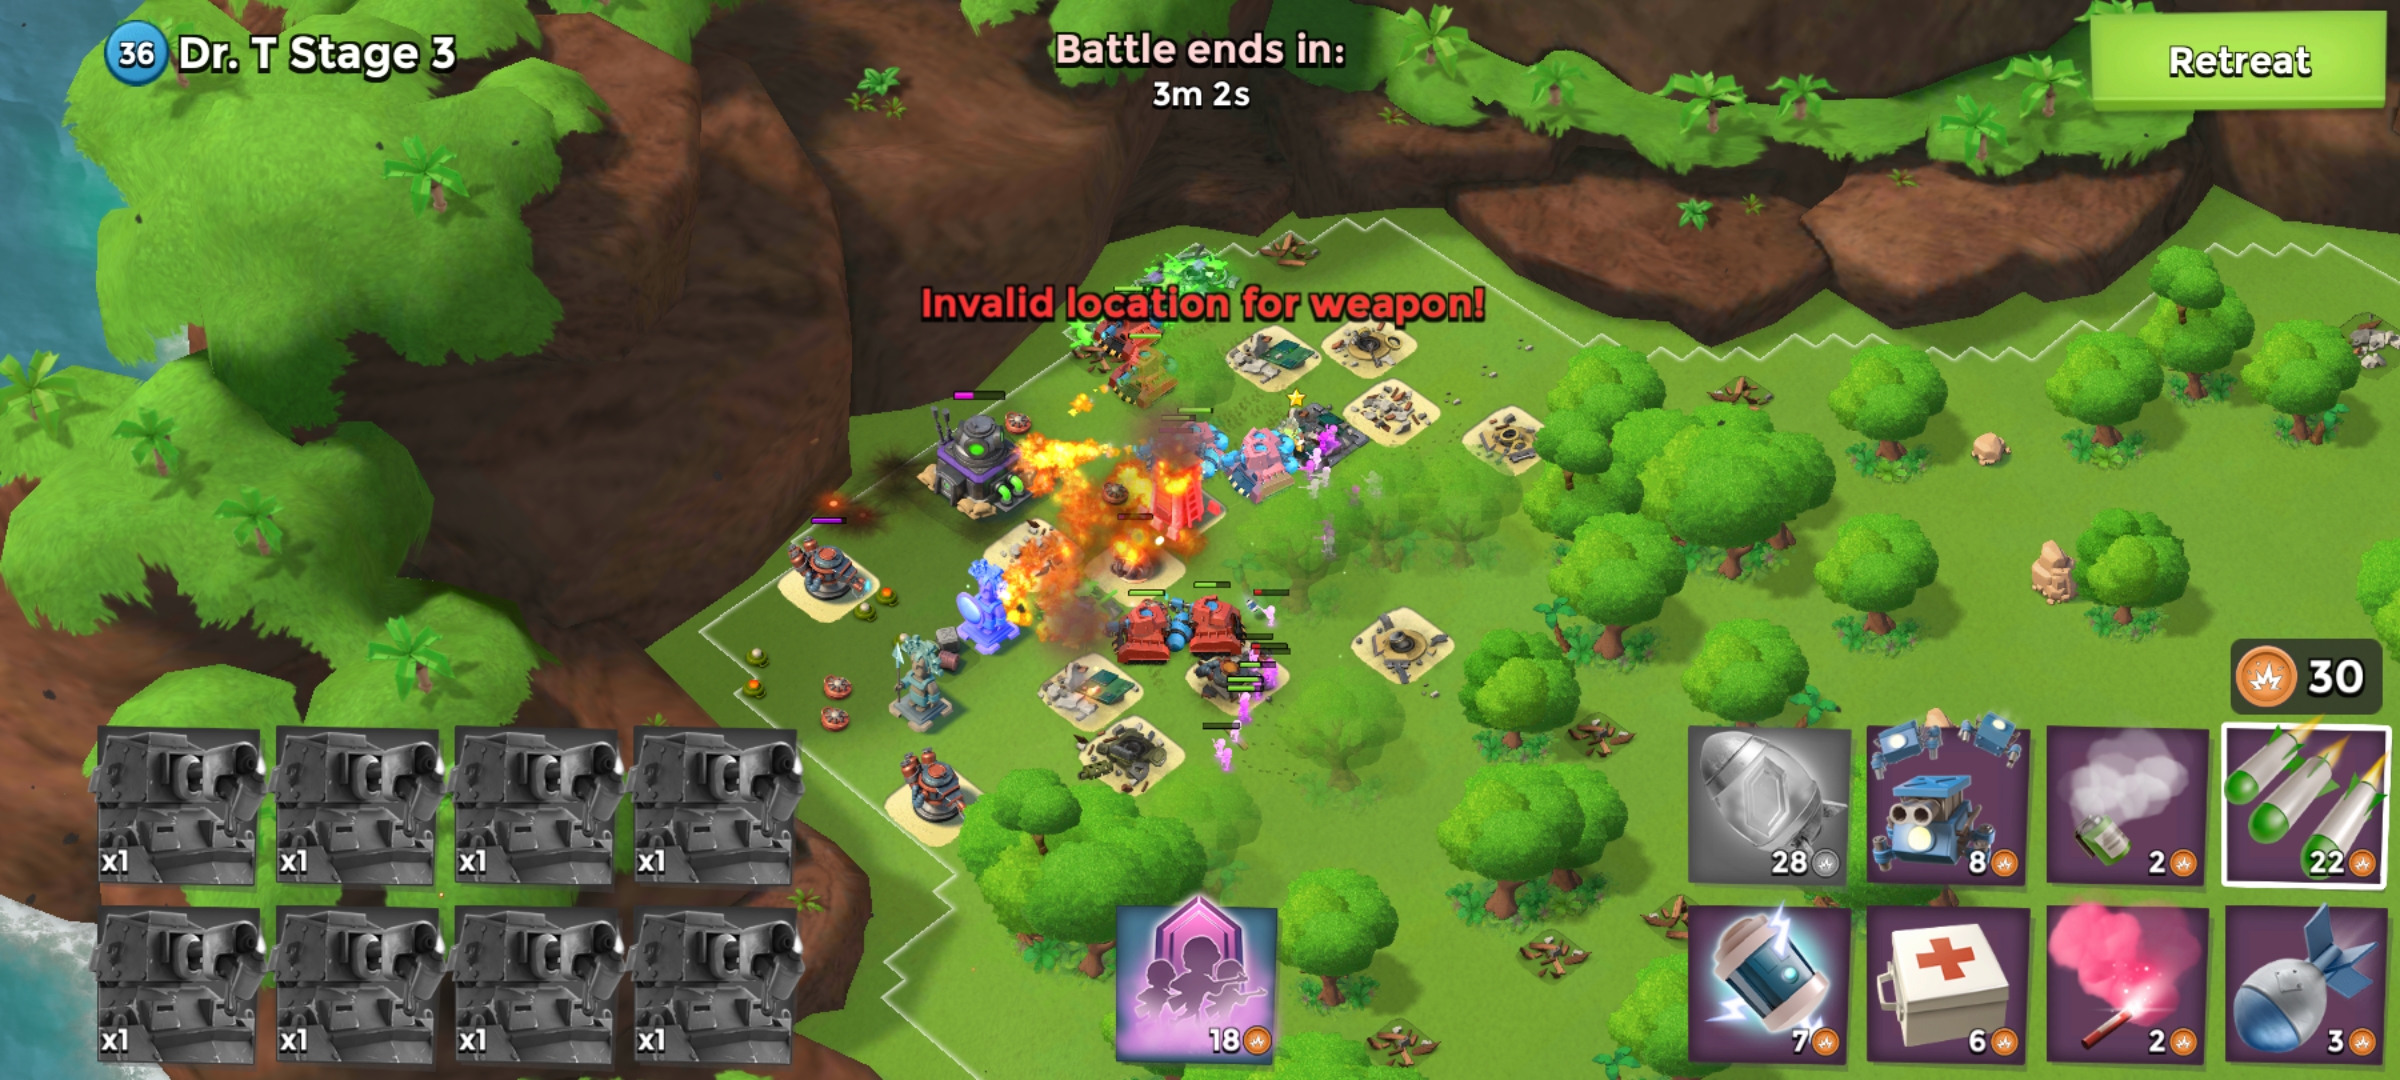 36 Dr. T Stage 3
Battle ends in:
3m 2s
Retreat
Invalid location for weapon!
30
x1 x1 x1 x1
28 8 2 22
x1 x1 x1 x1
18
7 6 2 3